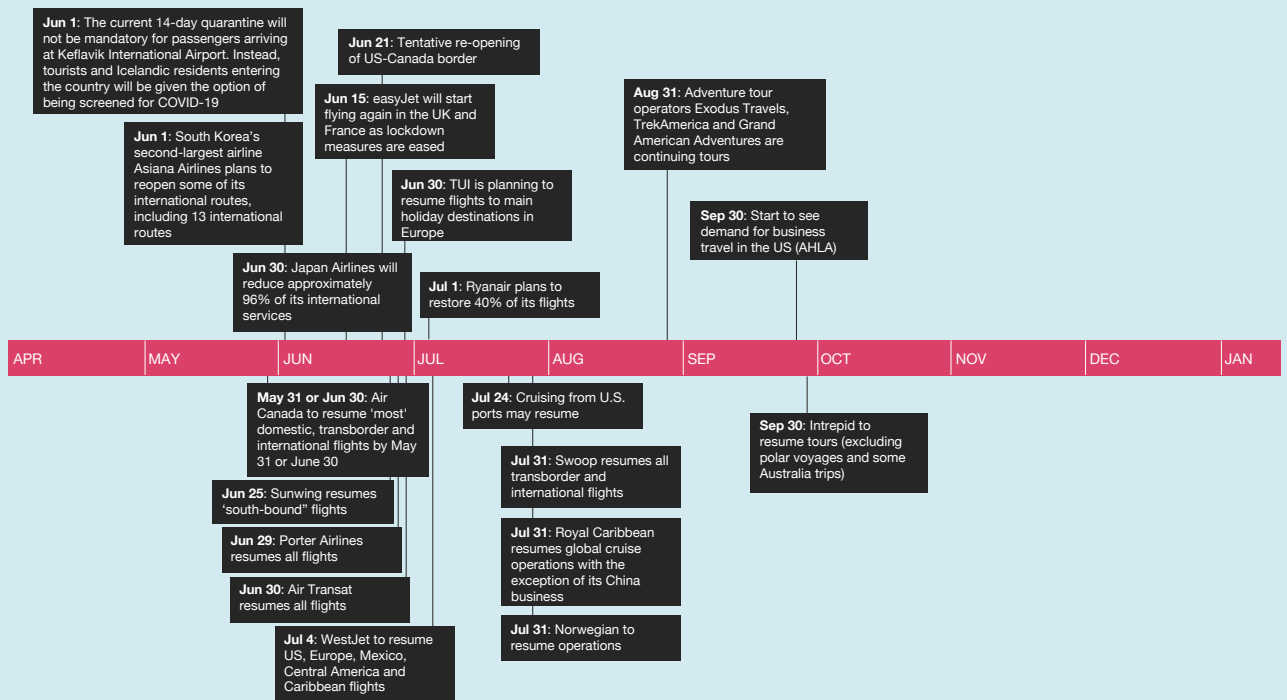 Jun 1: The current 14-day quarantine will
not be mandatory for passengers arriving
at Keflavik International Airport. Instead,
tourists and Icelandic residents entering
the country will be given the option of
being screened for COVID-19
Jun 21: Tentative re-opening
of US-Canada border
Jun 15: easyJet will start
flying again in the UK and
France as lockdown
measures are eased
Aug 31: Adventure tour
operators Exodus Travels,
TrekAmerica and Grand
American Adventures are
continuing tours
Jun 1: South Korea's
second-largest airline
Asiana Airlines plans to
reopen some of its
international routes,
including 13 international
routes
Jun 30: TUI is planning to
resume flights to main
holiday destinations in
Europe
Sep 30: Start to see
demand for business
travel in the US (AHLA)
Jun 30: Japan Airlines will
reduce approximately
96% of its international
services
Jul 1: Ryanair plans to
restore 40% of its flights
APR MAY JUN JUL AUG SEP OCT NOV DEC JAN
May 31 or Jun 30: Air
Canada to resume 'most'
domestic, transborder and
international flights by May
31 or June 30
Jul 24: Cruising from U.S.
ports may resume
Sep 30: Intrepid to
resume tours (excluding
polar voyages and some
Australia trips)
Jul 31: Swoop resumes all
transborder and
international flights
Jun 25: Sunwing resumes
'south-bound" flights
Jul 31: Royal Caribbean
resumes global cruise
operations with the
exception of its China
business
Jun 29: Porter Airlines
resumes all flights
Jun 30: Air Transat
resumes all flights
Jul 31: Norwegian to
resume operations
Jul 4: WestJet to resume
US, Europe, Mexico,
Central America and
Caribbean flights